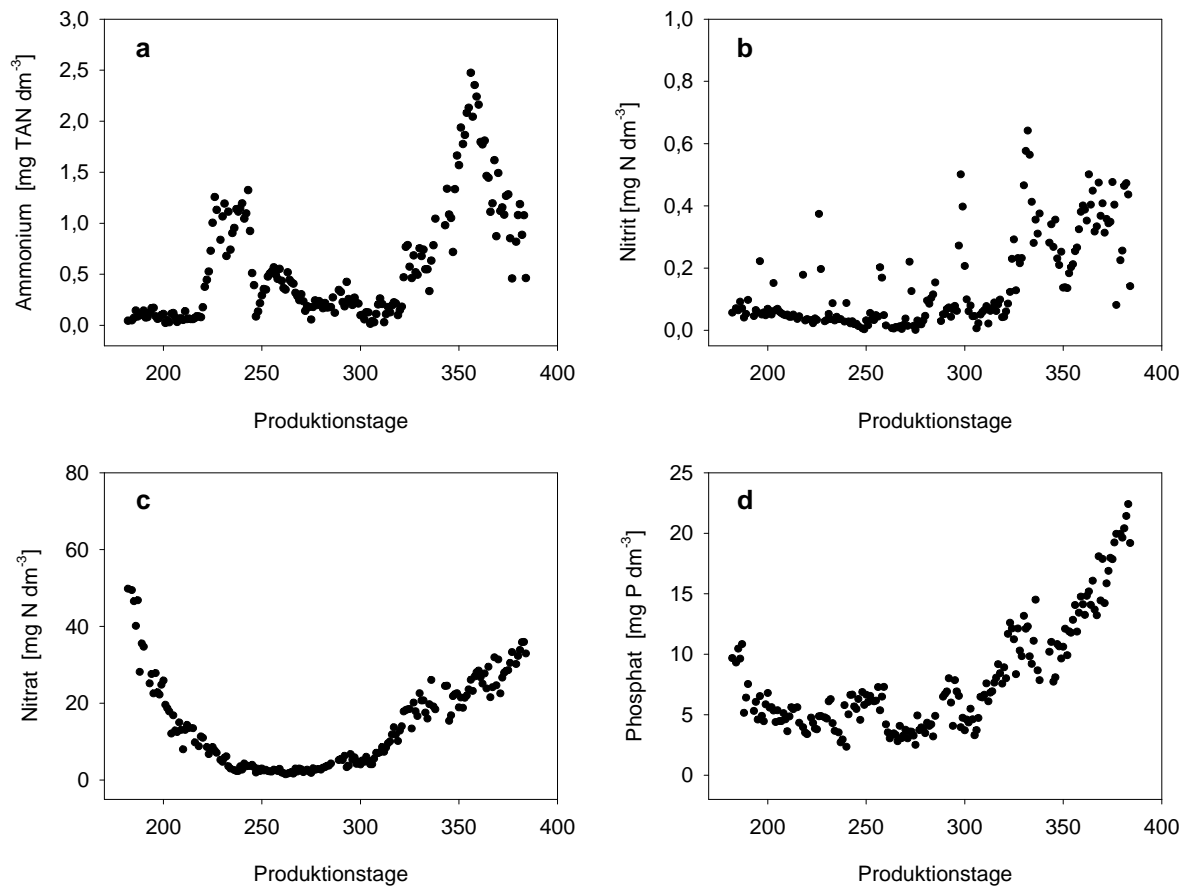 a
Ammonium [mg TAN dm-3]
3,0
2,5
2,0
1,5
1,0
0,5
0,0
200 250 300 350 400
Produktionstage
b
Nitrit [mg N dm-3]
1,0
0,8
0,6
0,4
0,2
0,0
200 250 300 350 400
Produktionstage
c
Nitrat [mg N dm-3]
80
60
40
20
0
200 250 300 350 400
Produktionstage
d
Phosphat [mg P dm-3]
25
20
15
10
5
0
200 250 300 350 400
Produktionstage